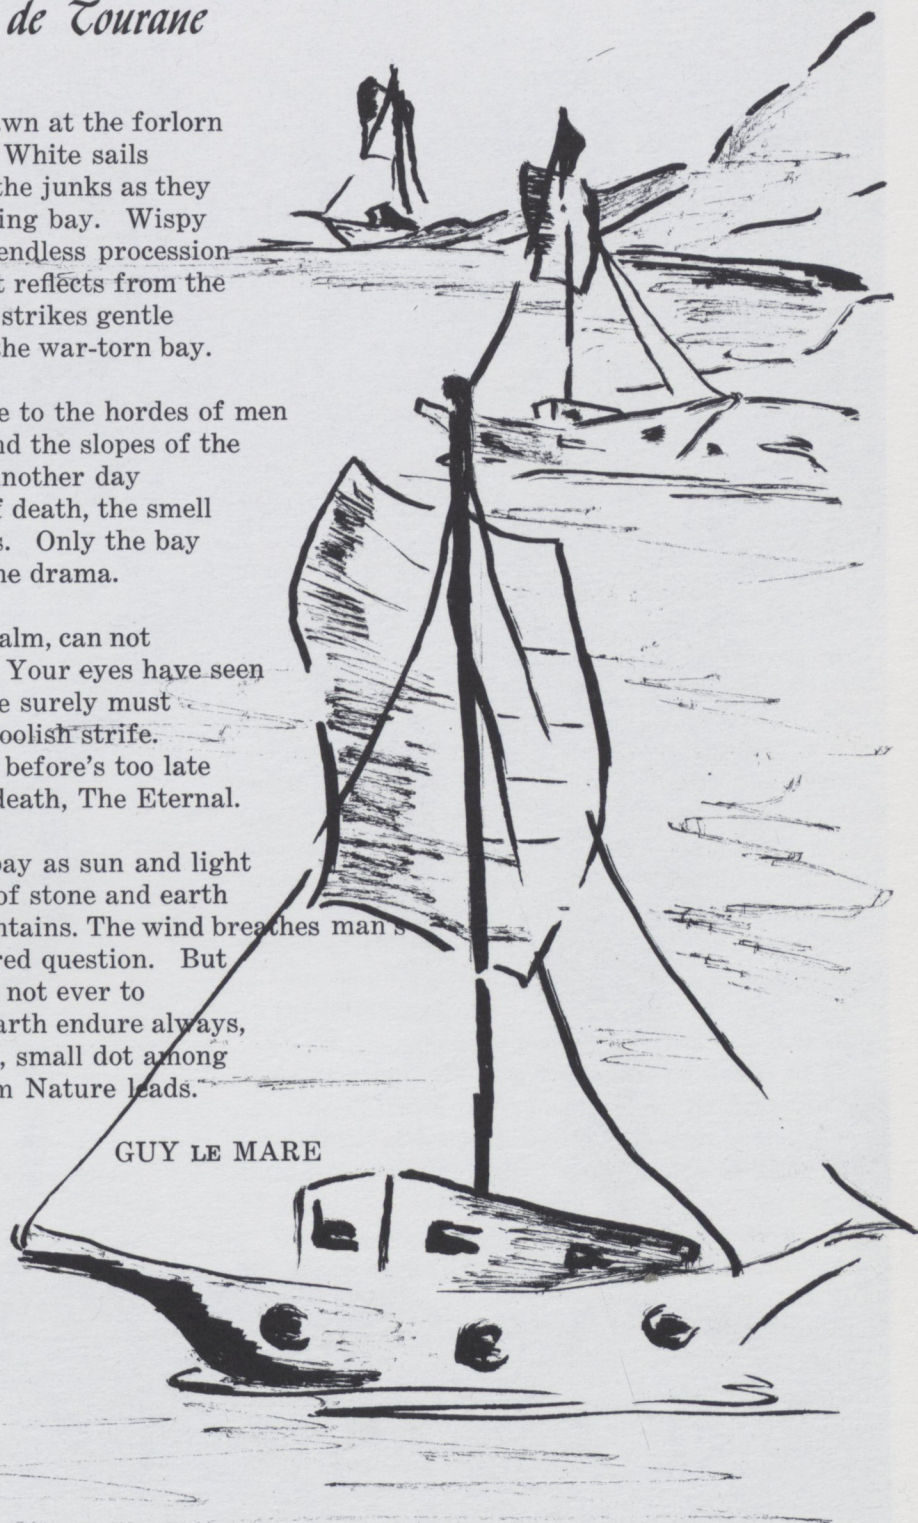 de Tourane
wn at the forlorn
White sails
the junks as they
ing bay. Wispy
endless procession
t reflects from the
strikes gentle
he war-torn bay.
e to the hordes of men
nd the slopes of the
nother day
f death, the smell
s. Only the bay
ne drama.
alm, can not
Your eyes have seen
e surely must
oolish strife.
before's too late
death, The Eternal.
bay as sun and light
of stone and earth
ntains. The wind breathes man's
red question. But
not ever to
arth endure always,
, small dot among
m Nature leads.
GUY LE MARE